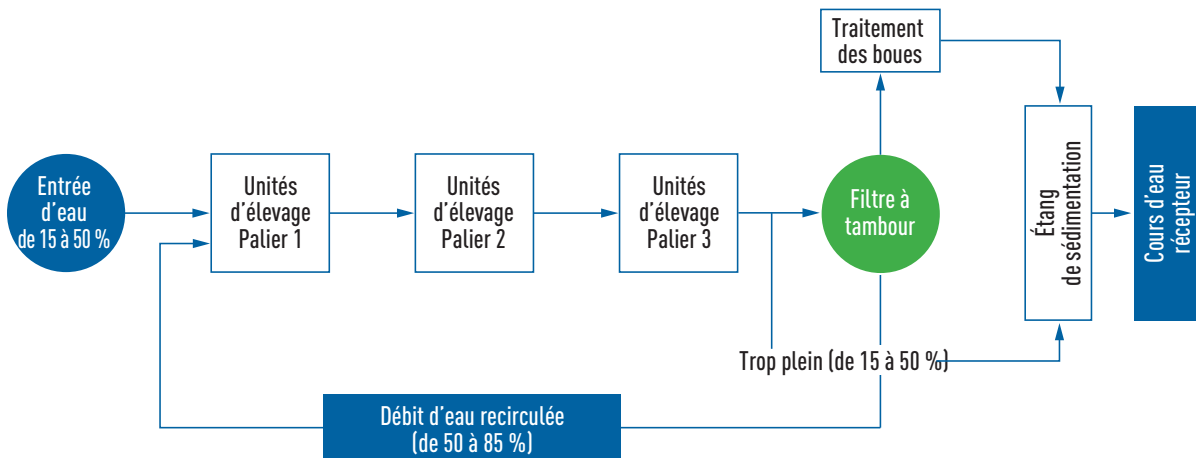 Traitement
des boues
Entrée
d'eau
de 15 à 50 %
Unités
d'élevage
Palier 1
Unités
d'élevage
Palier 2
Unités
d'élevage
Palier 3
Filtre à
tambour
Étang
de sédimentation
Cours d'eau
récepteur
Trop plein (de 15 à 50 %)
Débit d'eau recirculée
(de 50 à 85 %)